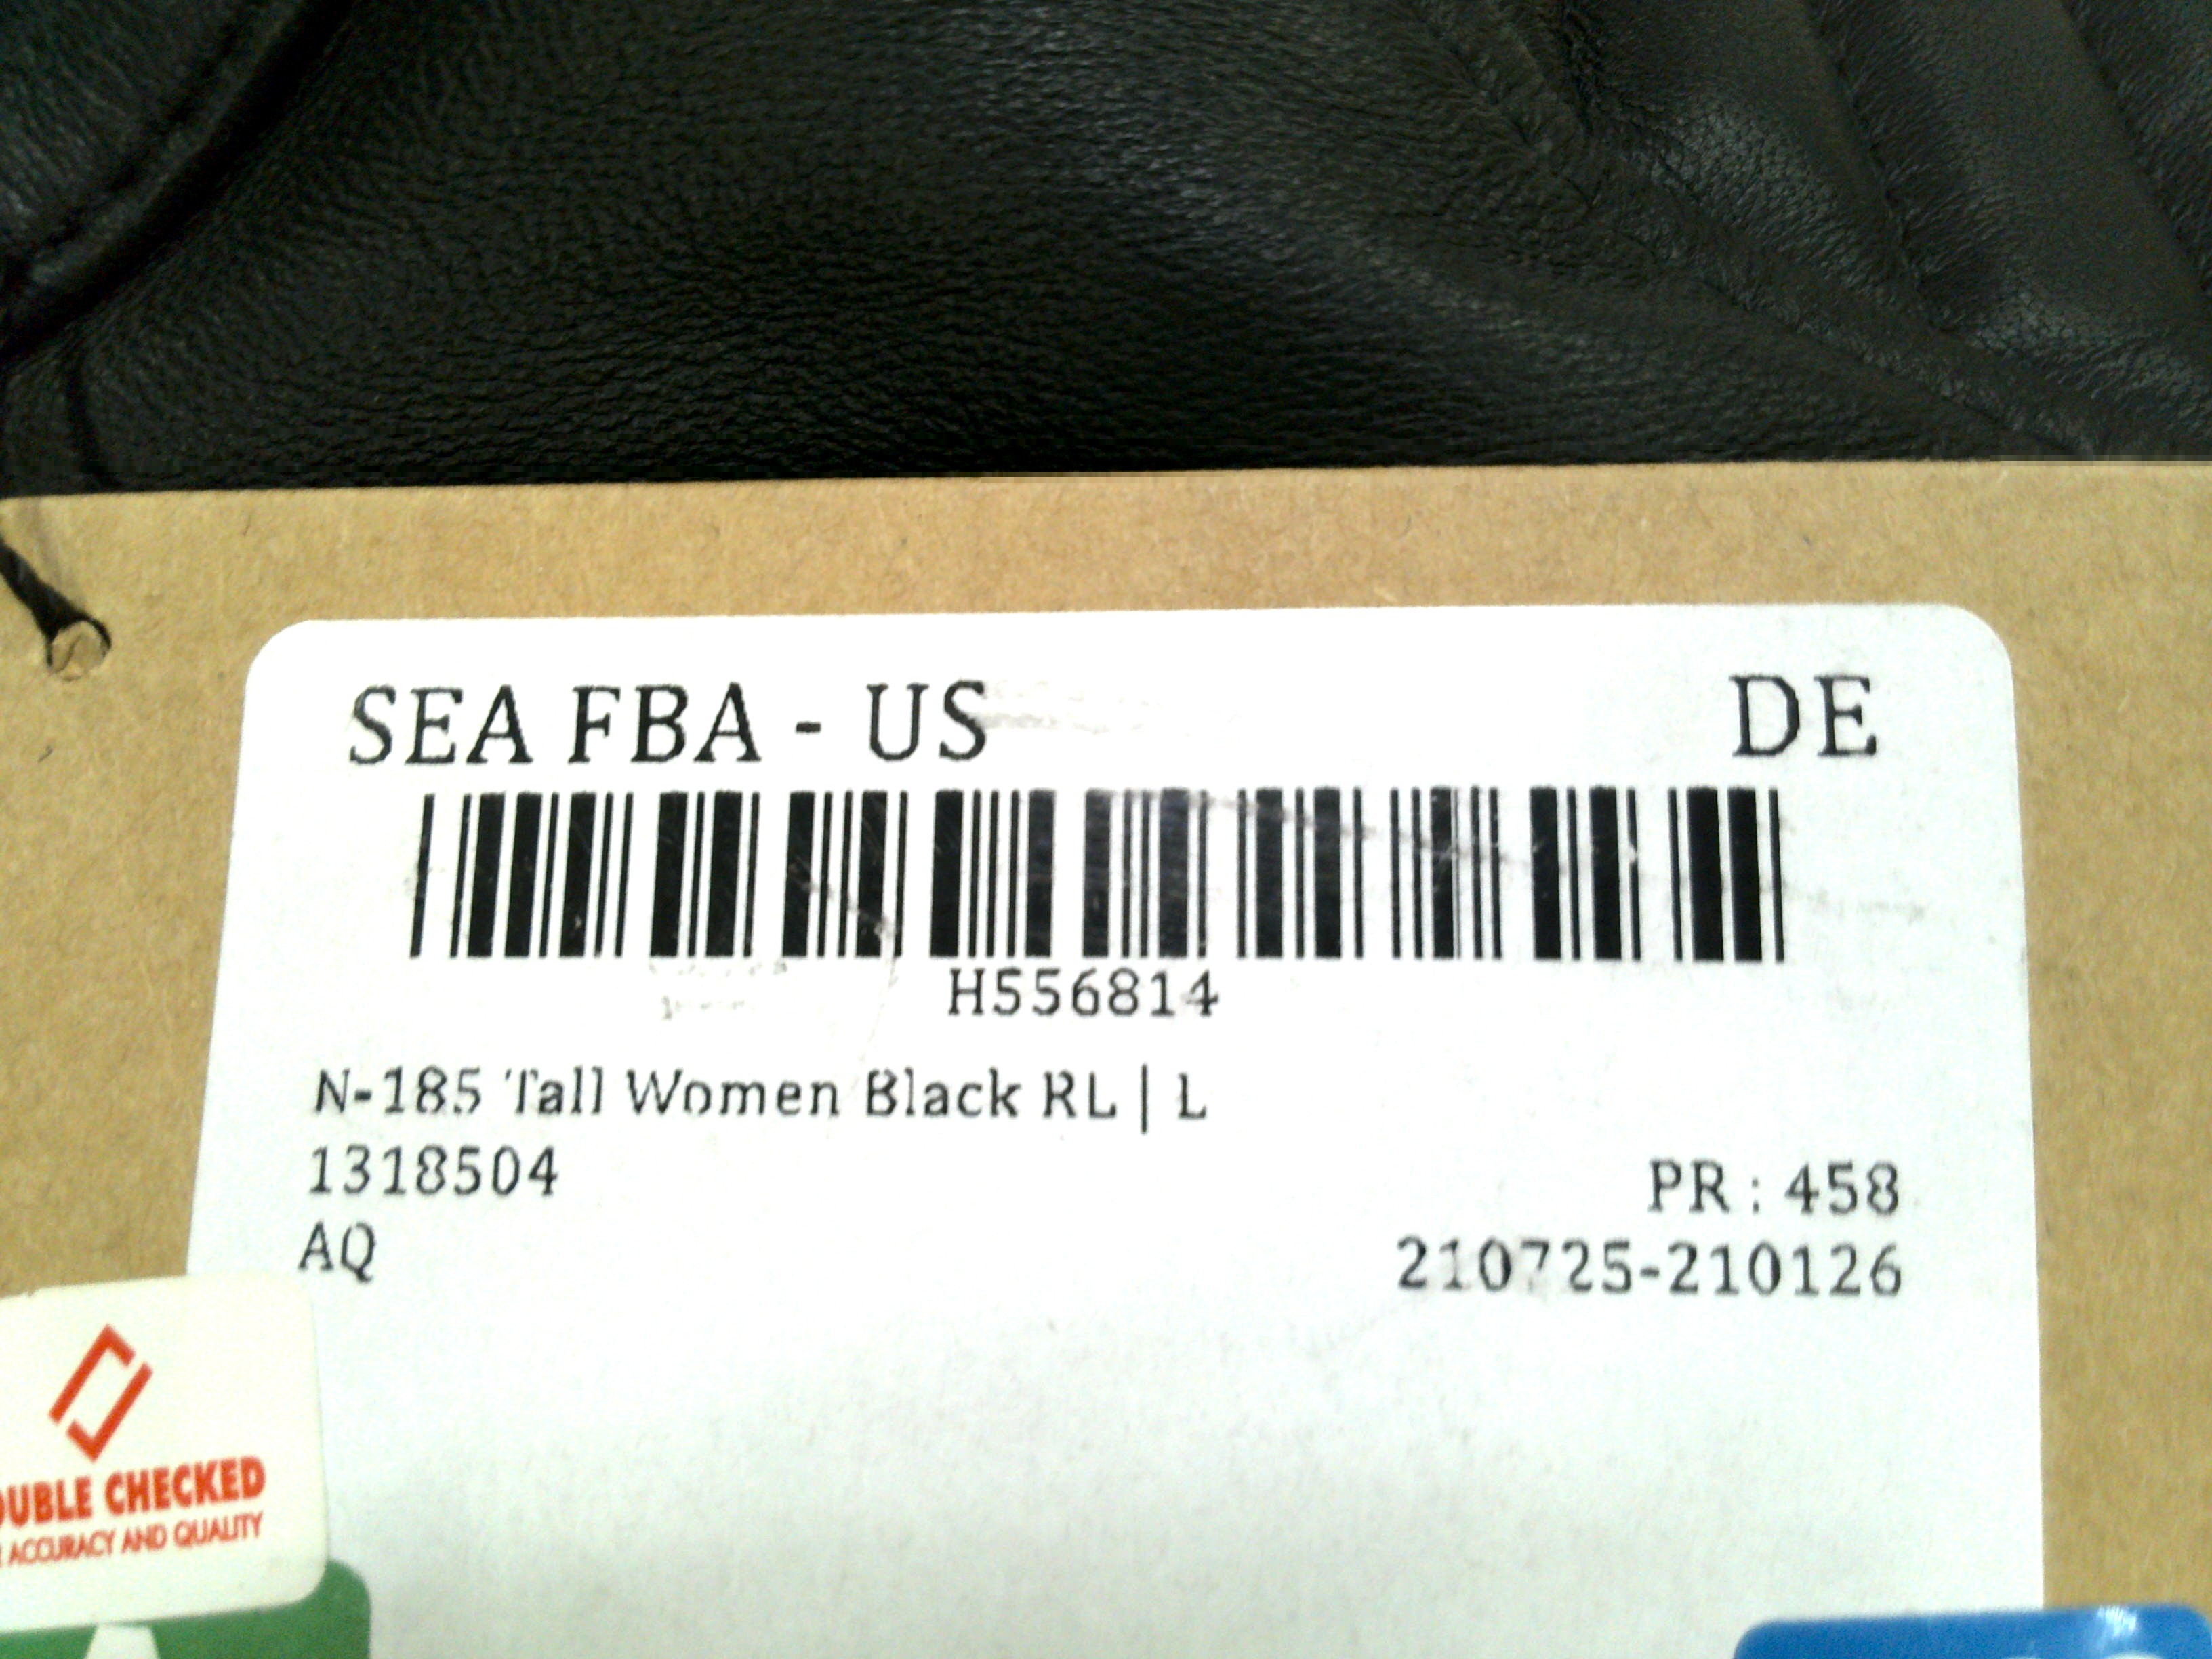 SEA FBA - US DE
H556814
N-185 Tall Women Black RL | L
1318504
PR : 458
AQ
210725-210126
OUBLE CHECKED
ACCURACY AND QUALITY